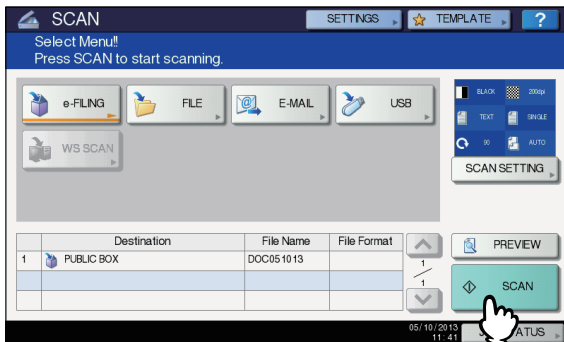 SCAN
SETTINGS
TEMPLATE
?
Select Menu!!
Press SCAN to start scanning.
e-FILING
FILE
E-MAIL
USB
WS SCAN
BLACK
200dpi
TEXT
SINGLE
90
AUTO
SCAN SETTING
Destination File Name File Format
1 PUBLIC BOX DOC051013
1
1
PREVIEW
SCAN
05/10/2013
11:41